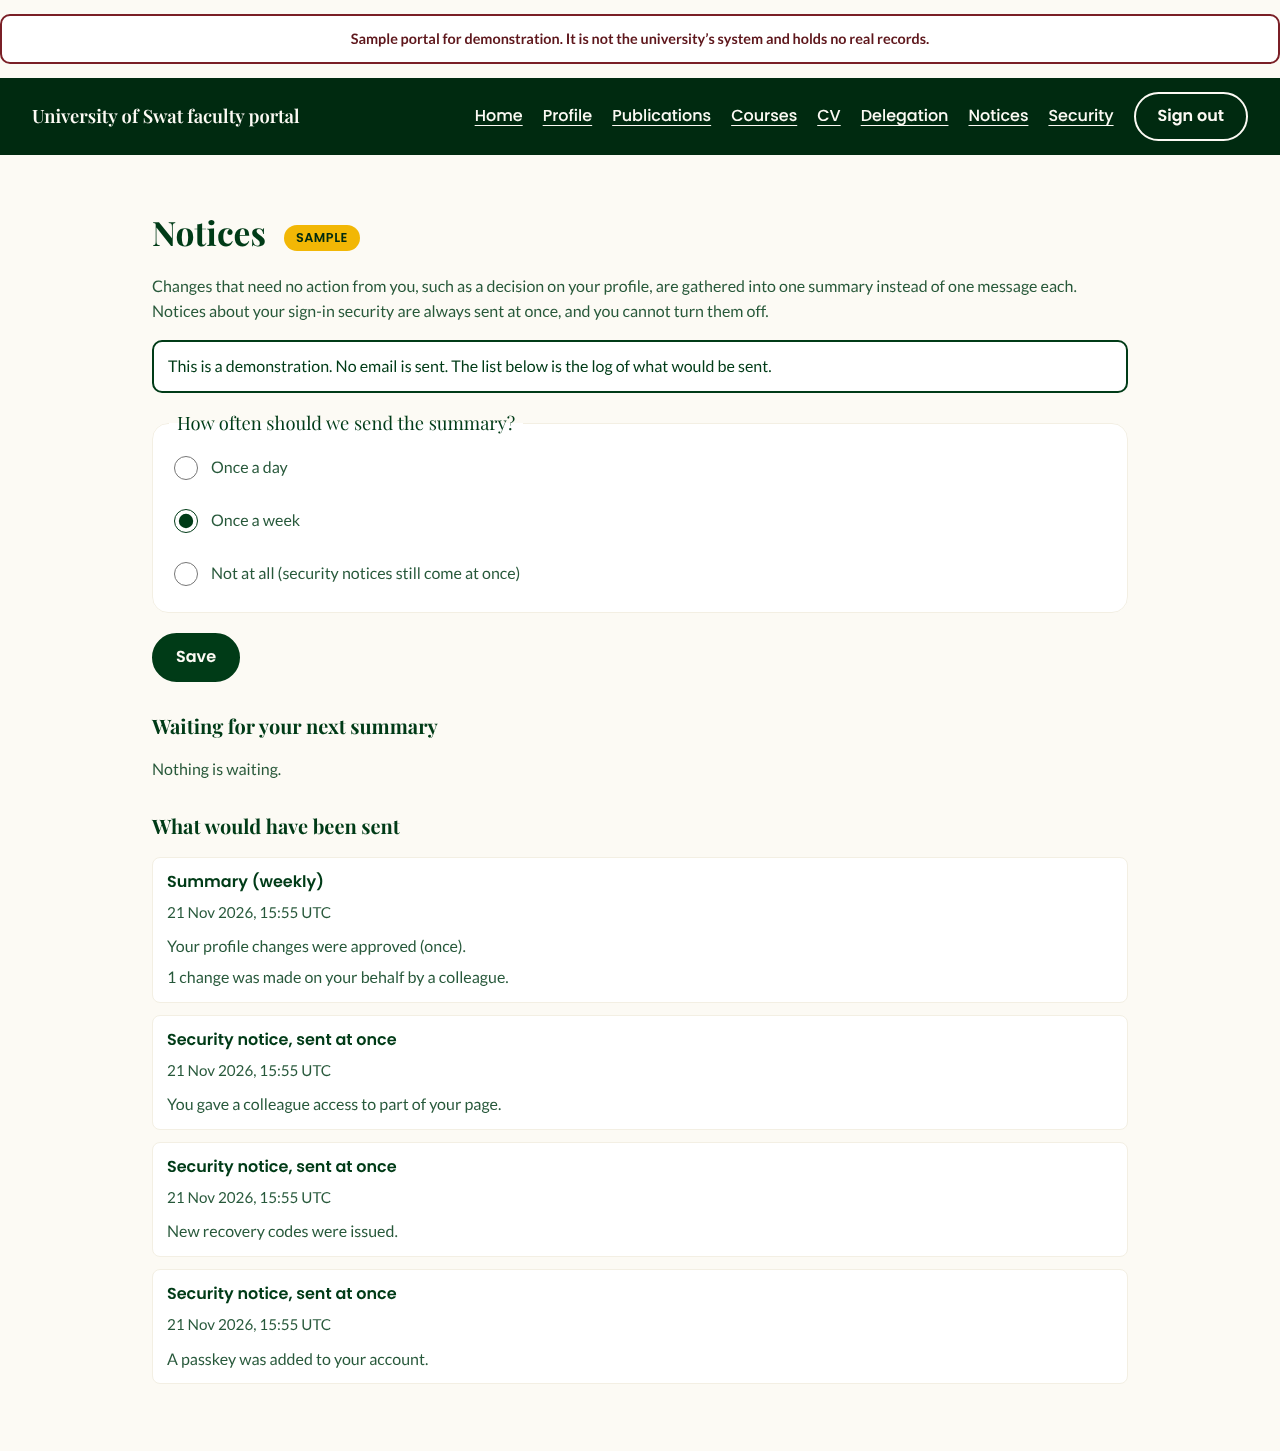 Sample portal for demonstration. It is not the university’s system and holds no real records.
University of Swat faculty portal
Home Profile Publications Courses CV Delegation Notices Security Sign out
Notices SAMPLE
Changes that need no action from you, such as a decision on your profile, are gathered into one summary instead of one message each.
Notices about your sign-in security are always sent at once, and you cannot turn them off.
This is a demonstration. No email is sent. The list below is the log of what would be sent.
How often should we send the summary?
Once a day
Once a week
Not at all (security notices still come at once)
Save
Waiting for your next summary
Nothing is waiting.
What would have been sent
Summary (weekly)
21 Nov 2026, 15:55 UTC
Your profile changes were approved (once).
1 change was made on your behalf by a colleague.
Security notice, sent at once
21 Nov 2026, 15:55 UTC
You gave a colleague access to part of your page.
Security notice, sent at once
21 Nov 2026, 15:55 UTC
New recovery codes were issued.
Security notice, sent at once
21 Nov 2026, 15:55 UTC
A passkey was added to your account.